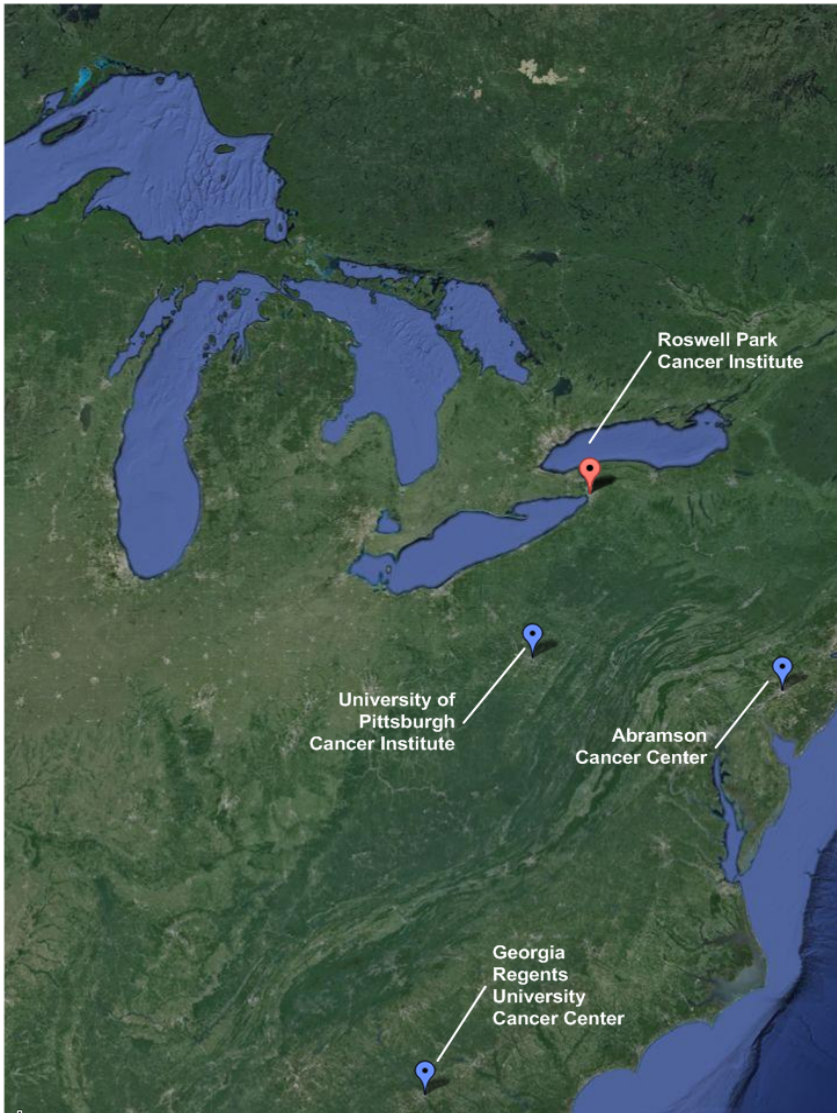 Roswell Park
Cancer Institute
University of
Pittsburgh
Cancer Institute
Abramson
Cancer Center
Georgia
Regents
University
Cancer Center